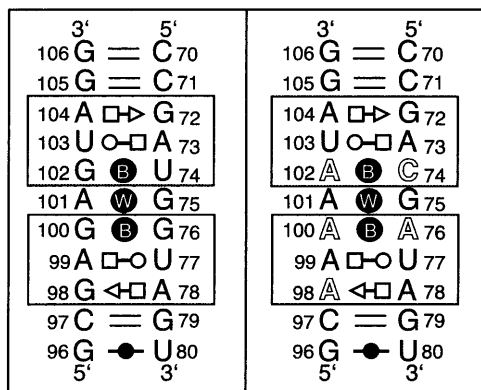 3‘ 5‘ 3‘ 5‘
106 G C 70 106 G C 70
105 G C 71 105 G C 71
104 A G 72 104 A G 72
103 U A 73 103 U A 73
102 G B U 74 102 A B C 74
101 A W G 75 101 A W G 75
100 G B G 76 100 A B A 76
99 A U 77 99 A U 77
98 G A 78 98 A A 78
97 C G 79 97 C G 79
96 G U 80 96 G U 80
5‘ 3‘ 5‘ 3‘